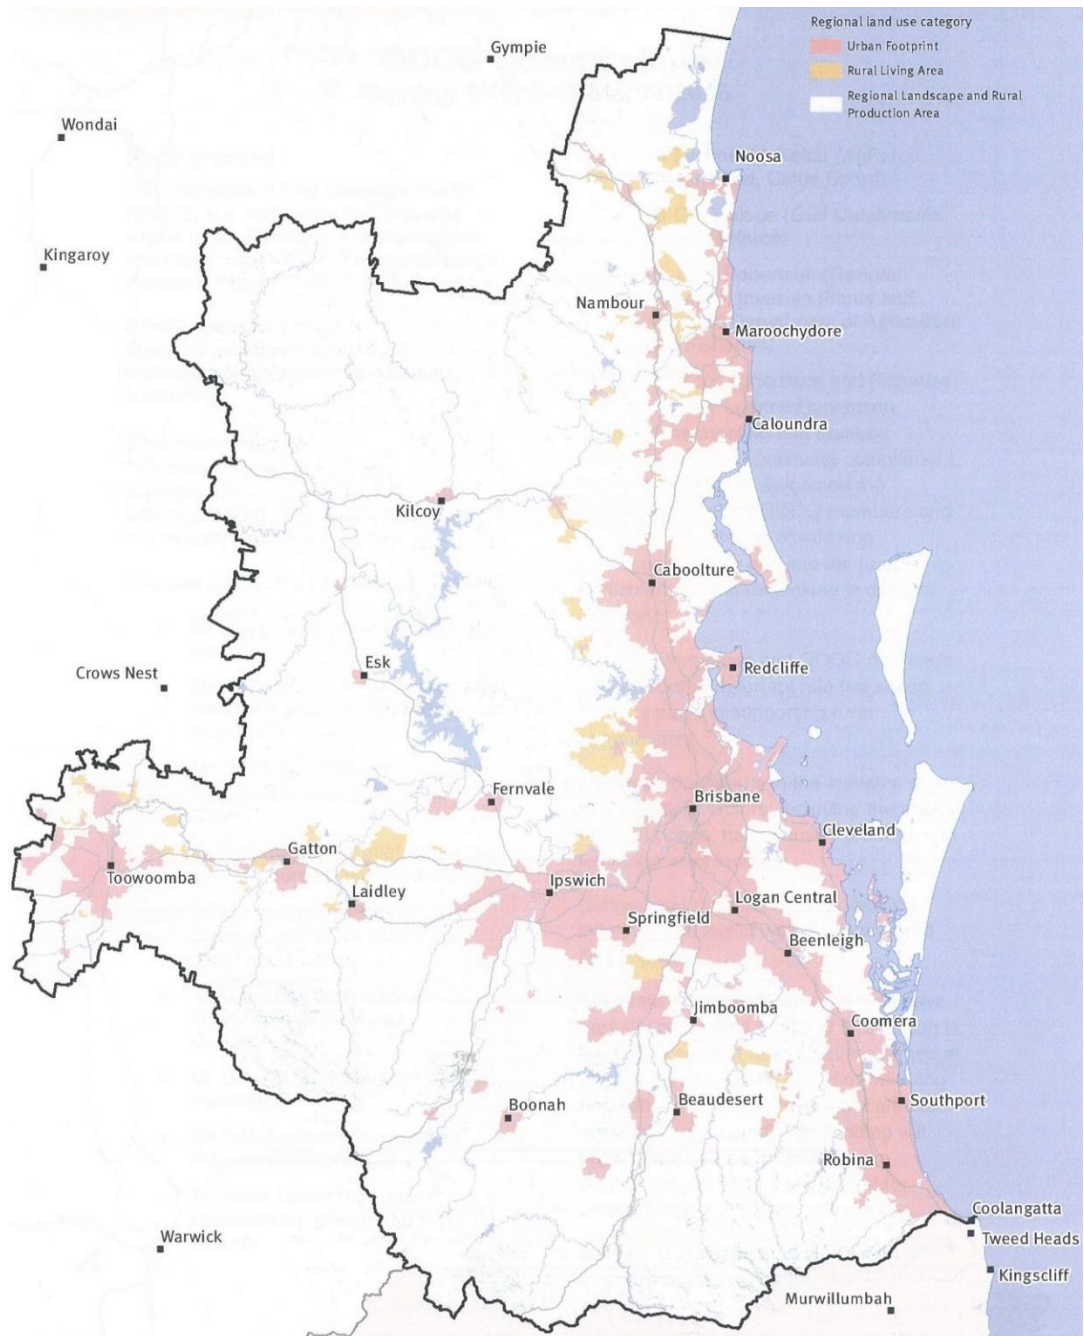 Regional land use category
Urban Footprint
Rural Living Area
Regional Landscape and Rural
Production Area
Gympie
Wondai
Noosa
Kingaroy
Nambour
Maroochydore
Caloundra
Kilcoy
Caboolture
Esk
Redcliffe
Crows Nest
Fernvale
Brisbane
Cleveland
Gatton
Toowoomba
Ipswich
Laidley
Logan Central
Springfield
Beenleigh
Jimboomba
Coomera
Southport
Boonah
Beaudesert
Robina
Coolangatta
Tweed Heads
Warwick
Kingscliff
Murwillumbah